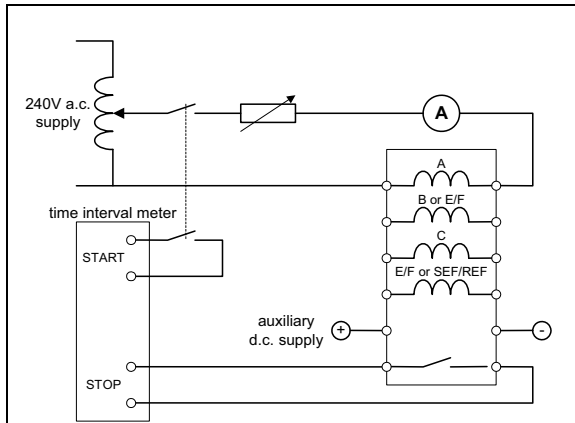 240V a.c.
supply
A
A
B or E/F
time interval meter
C
START
E/F or SEF/REF
auxiliary
d.c. supply
+
-
STOP